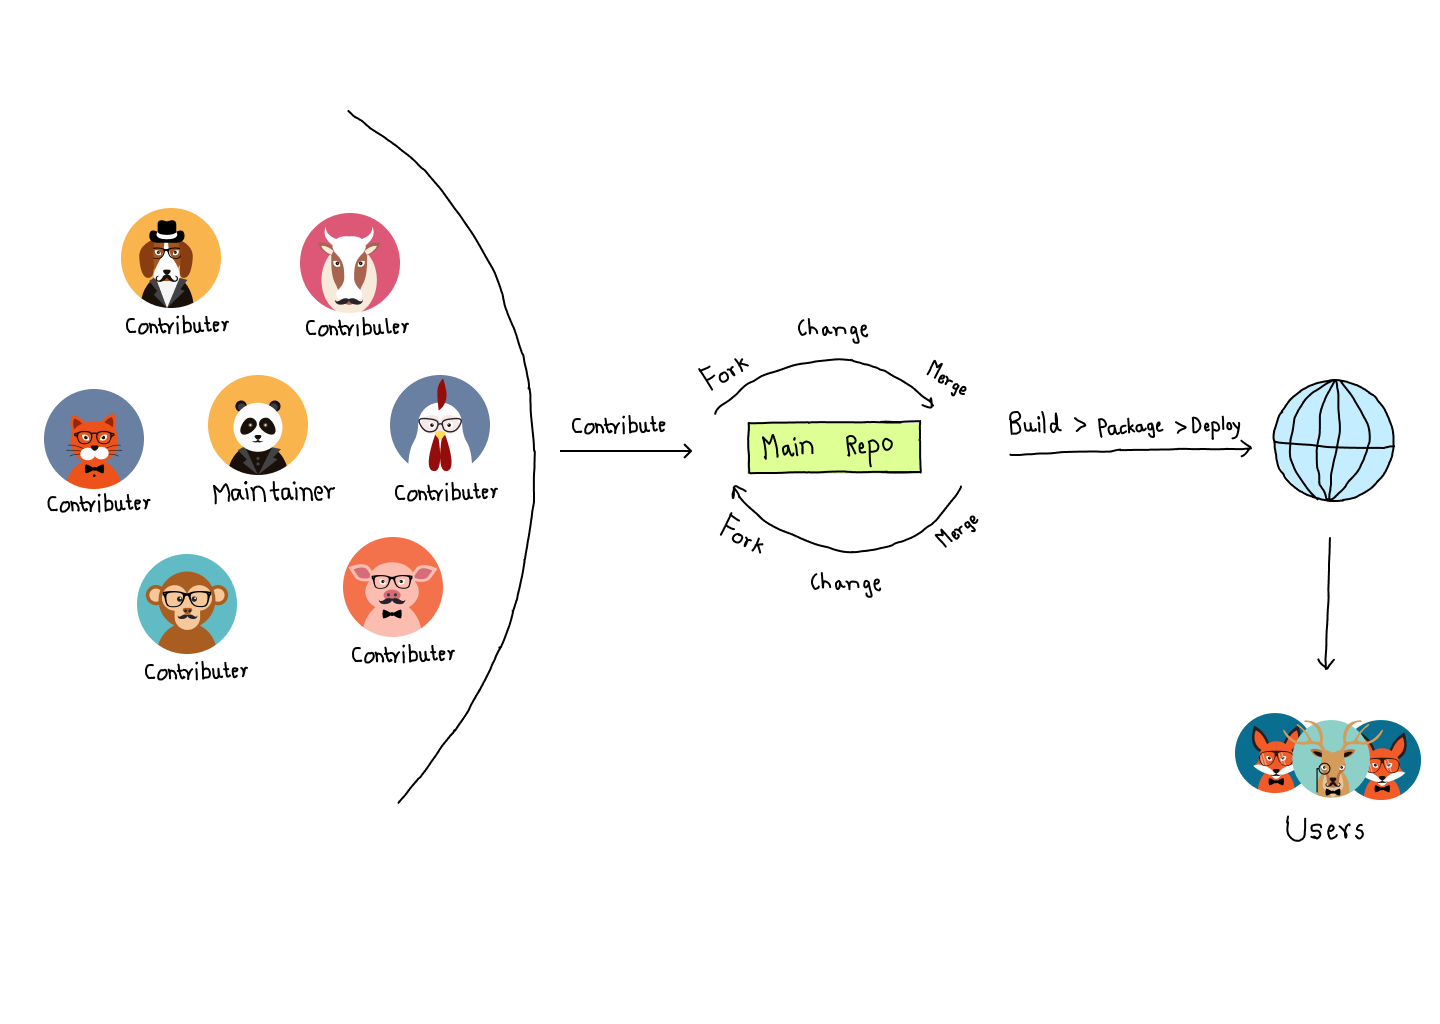 Contributer
Contribuler
Contributer
Maintainer
Contributer
Contributer
Contributer
Contribute
Fork
Change
Merge
Main Repo
Fork
Change
Merge
Build > Package > Deploy
Users